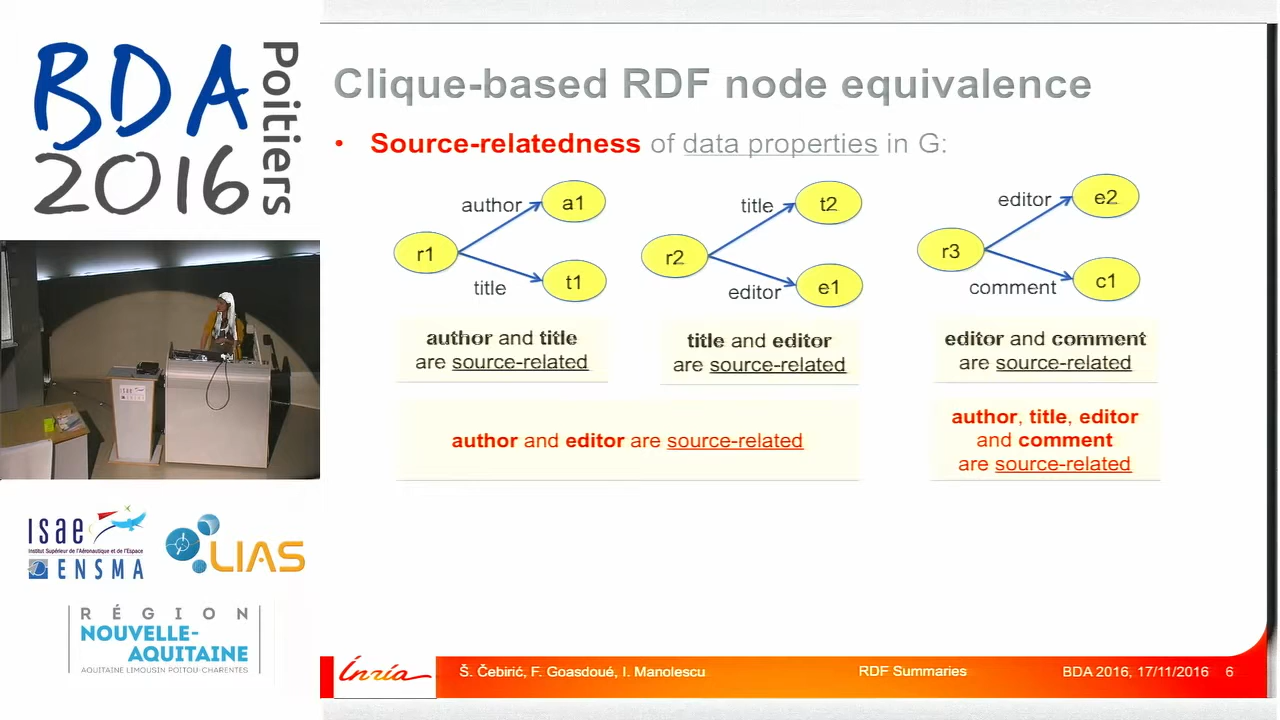 BDA
2016
Poitiers
Clique-based RDF node equivalence
• Source-relatedness of data properties in G:
author
a1
r1
title
t1
title
t2
r2
editor
e1
editor
e2
r3
comment
c1
author and title
are source-related
title and editor
are source-related
editor and comment
are source-related
author and editor are source-related
author, title, editor
and comment
are source-related
isae
Institut Supérieur de l'Aéronautique et de l'Espace
ENSMA
LIAS
RÉGION
NOUVELLE-
AQUITAINE
AQUITAINE LIMOUSIN POITOU-CHARENTES
Inria
Š. Čebirić, F. Goasdoué, I. Manolescu
RDF Summaries
BDA 2016, 17/11/2016
6